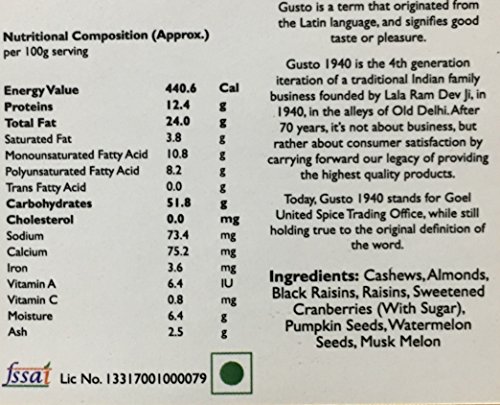 Nutritional Composition (Approx.)
per 100g serving
Energy Value 440.6 Cal
Proteins 12.4 g
Total Fat 24.0 g
Saturated Fat 3.8 g
Monounsaturated Fatty Acid 10.8 g
Polyunsaturated Fatty Acid 8.2 g
Trans Fatty Acid 0.0 g
Carbohydrates 51.8 g
Cholesterol 0.0 mg
Sodium 73.4 mg
Calcium 75.2 mg
Iron 3.6 mg
Vitamin A 6.4 IU
Vitamin C 0.8 mg
Moisture 6.4 g
Ash 2.5 g
fssai Lic No. 13317001000079
Gusto is a term that originated from
the Latin language, and signifies good
taste or pleasure.
Gusto 1940 is the 4th generation
iteration of a traditional Indian family
business founded by Lala Ram Dev Ji, in
1940, in the alleys of Old Delhi. After
70 years, it's not about business, but
rather about consumer satisfaction by
carrying forward our legacy of providing
the highest quality products.
Today, Gusto 1940 stands for Goel
United Spice Trading Office, while still
holding true to the original definition of
the word.
Ingredients: Cashews, Almonds,
Black Raisins, Raisins, Sweetened
Cranberries (With Sugar),
Pumpkin Seeds, Watermelon
Seeds, Musk Melon